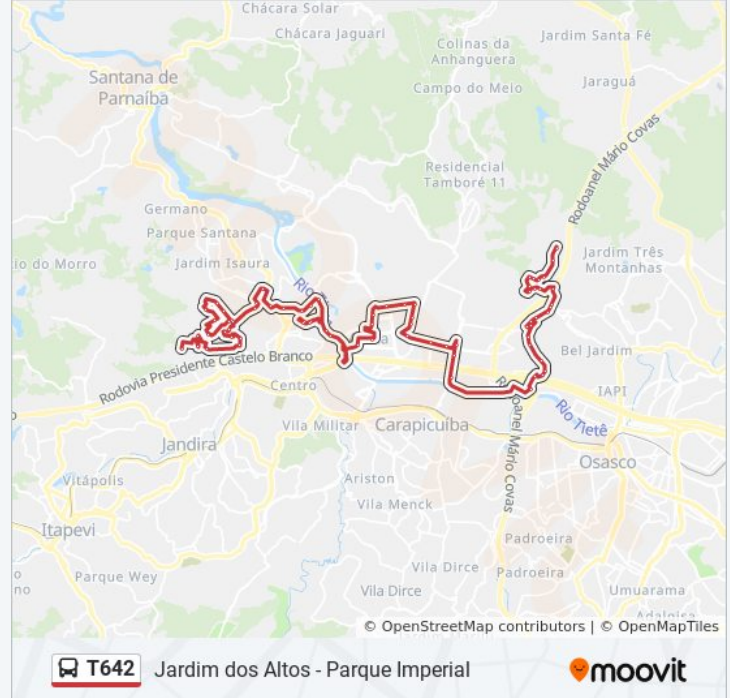 Chácara Solar
Chácara Jaguari
Colinas da
Anhanguera
Jardim Santa Fé
Santana de
Parnaíba
Campo do Meio
Jaraguá
Rodoanel Mário Covas
Residencial
Tamboré 11
Germano
Parque Santana
io do Morro
Jardim Isaura
Jardim Três
Montanhas
Rodovia Presidente Castelo Branco
Bel Jardim
Centro
IAPI
Rio Tietê
Rodoanel Mário Covas
Vila Militar
Carapicuíba
Jandira
Osasco
Vitápolis
Ariston
Vila Menck
Itapevi
Padroeira
Parque Wey
Vila Dirce
Padroeira
Vila Dirce
Umuarama
© OpenStreetMap contributors | © OpenMapTiles
T642 Jardim dos Altos - Parque Imperial
moovit